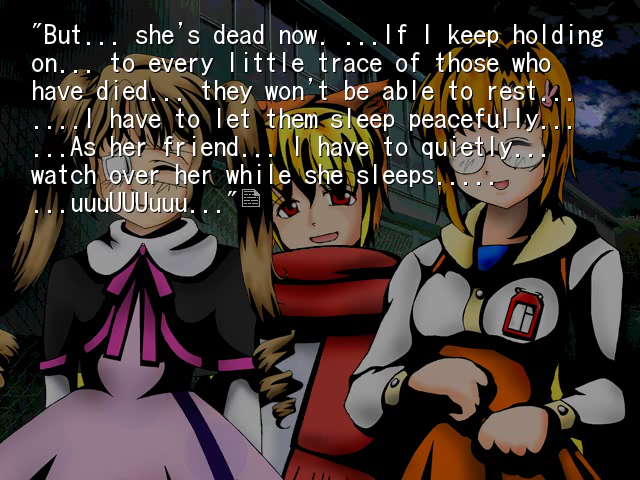 "But... she's dead now. ...If I keep holding
on... to every little trace of those who
have died... they won't be able to rest...
....I have to let them sleep peacefully...
...As her friend... I have to quietly...
watch over her while she sleeps.....
...uuuUUUuuu..."